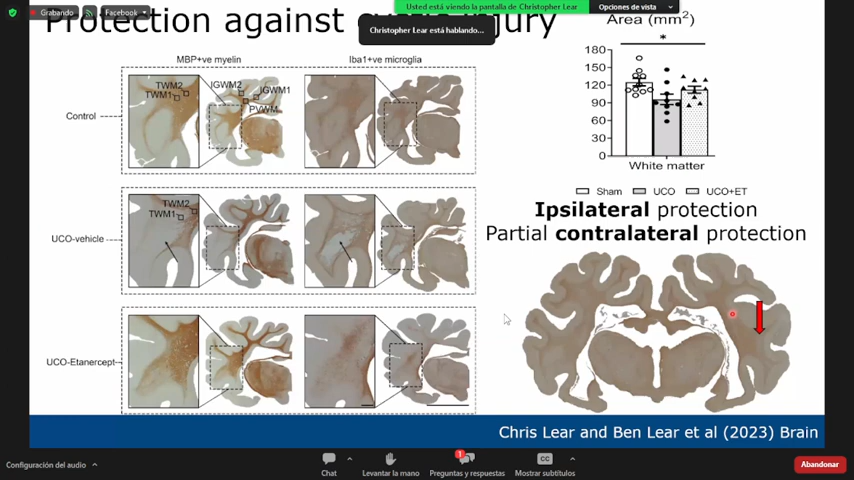 Usted está viendo la pantalla de Christopher Lear
Opciones de vista
Grabando
Facebook
Protection against
injury
Christopher Lear está hablando...
MBP+ve myelin
Iba1+ve microglia
Control
TWM2
TWM1
IGWM2
IGWM1
PVWM
UCO-vehicle
TWM2
TWM1
UCO-Etanercept
Area (mm²)
*
180
150
120
90
60
30
0
White matter
Sham
UCO
UCO+ET
Ipsilateral protection
Partial contralateral protection
Chris Lear and Ben Lear et al (2023) Brain
Configuración del audio
Chat
Levantar la mano
1
Preguntas y respuestas
CC
Mostrar subtítulos
Abandonar